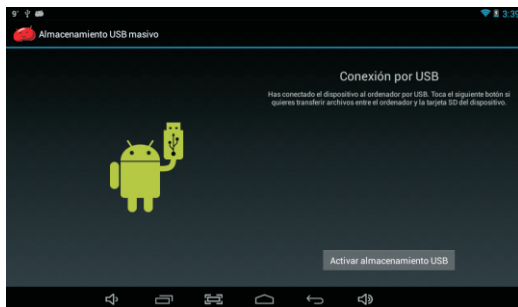 9° 3:39
Almacenamiento USB masivo
Conexión por USB
Has conectado el dispositivo al ordenador por USB. Toca el siguiente botón si
quieres transferir archivos entre el ordenador y la tarjeta SD del dispositivo.
Activar almacenamiento USB